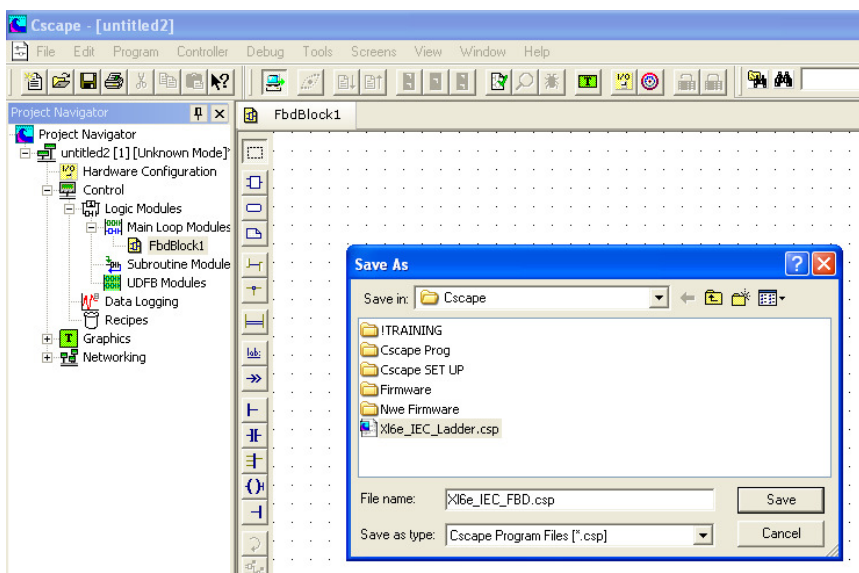 Cscape - [untitled2]
File Edit Program Controller Debug Tools Screens View Window Help
Project Navigator
FbdBlock1
Project Navigator
untitled2 [1] [Unknown Mode]*
Hardware Configuration
Control
Logic Modules
Main Loop Modules
FbdBlock1
Subroutine Module
UDFB Modules
Data Logging
Recipes
T Graphics
Networking
lab:
Save As
Save in: Cscape
!TRAINING
Cscape Prog
Cscape SET UP
Firmware
Nwe Firmware
Xl6e_IEC_Ladder.csp
File name: Xl6e_IEC_FBD.csp Save
Save as type: Cscape Program Files [*.csp] Cancel